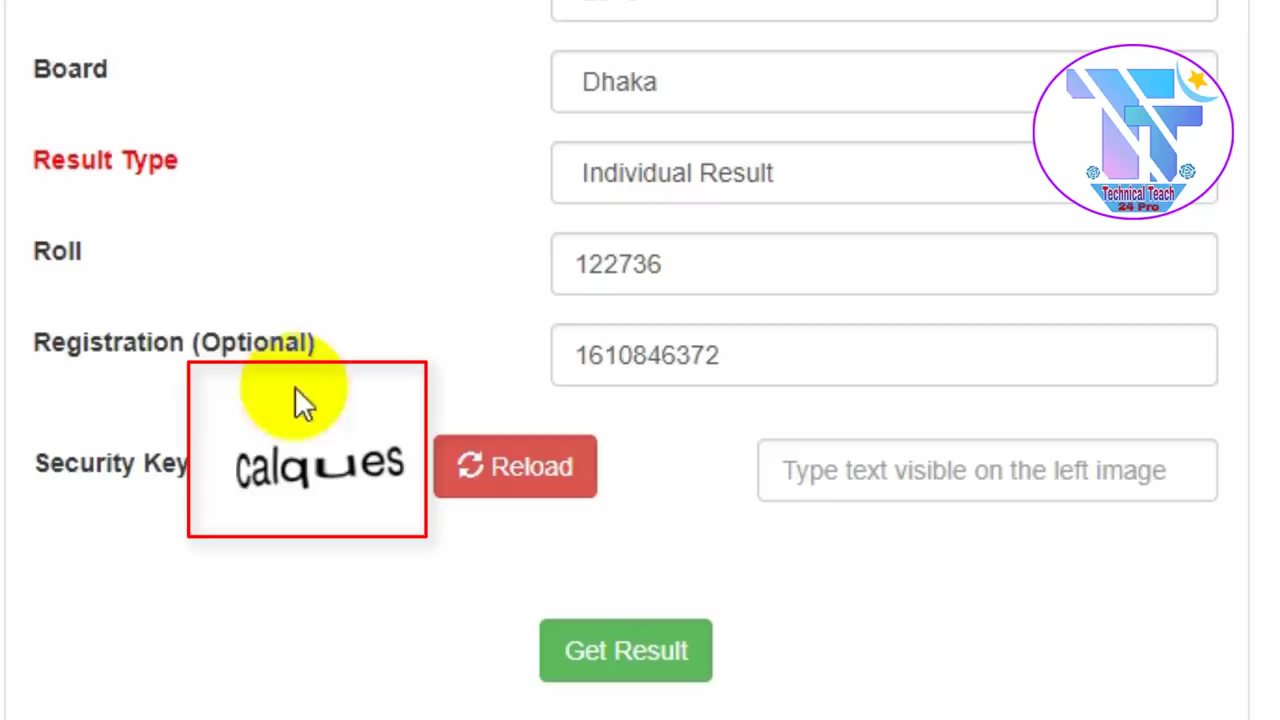 Board
Dhaka
Result Type
Individual Result
Technical Teach
24 Pro
Roll
122736
Registration (Optional)
1610846372
Security Key
calques
Reload
Type text visible on the left image
Get Result